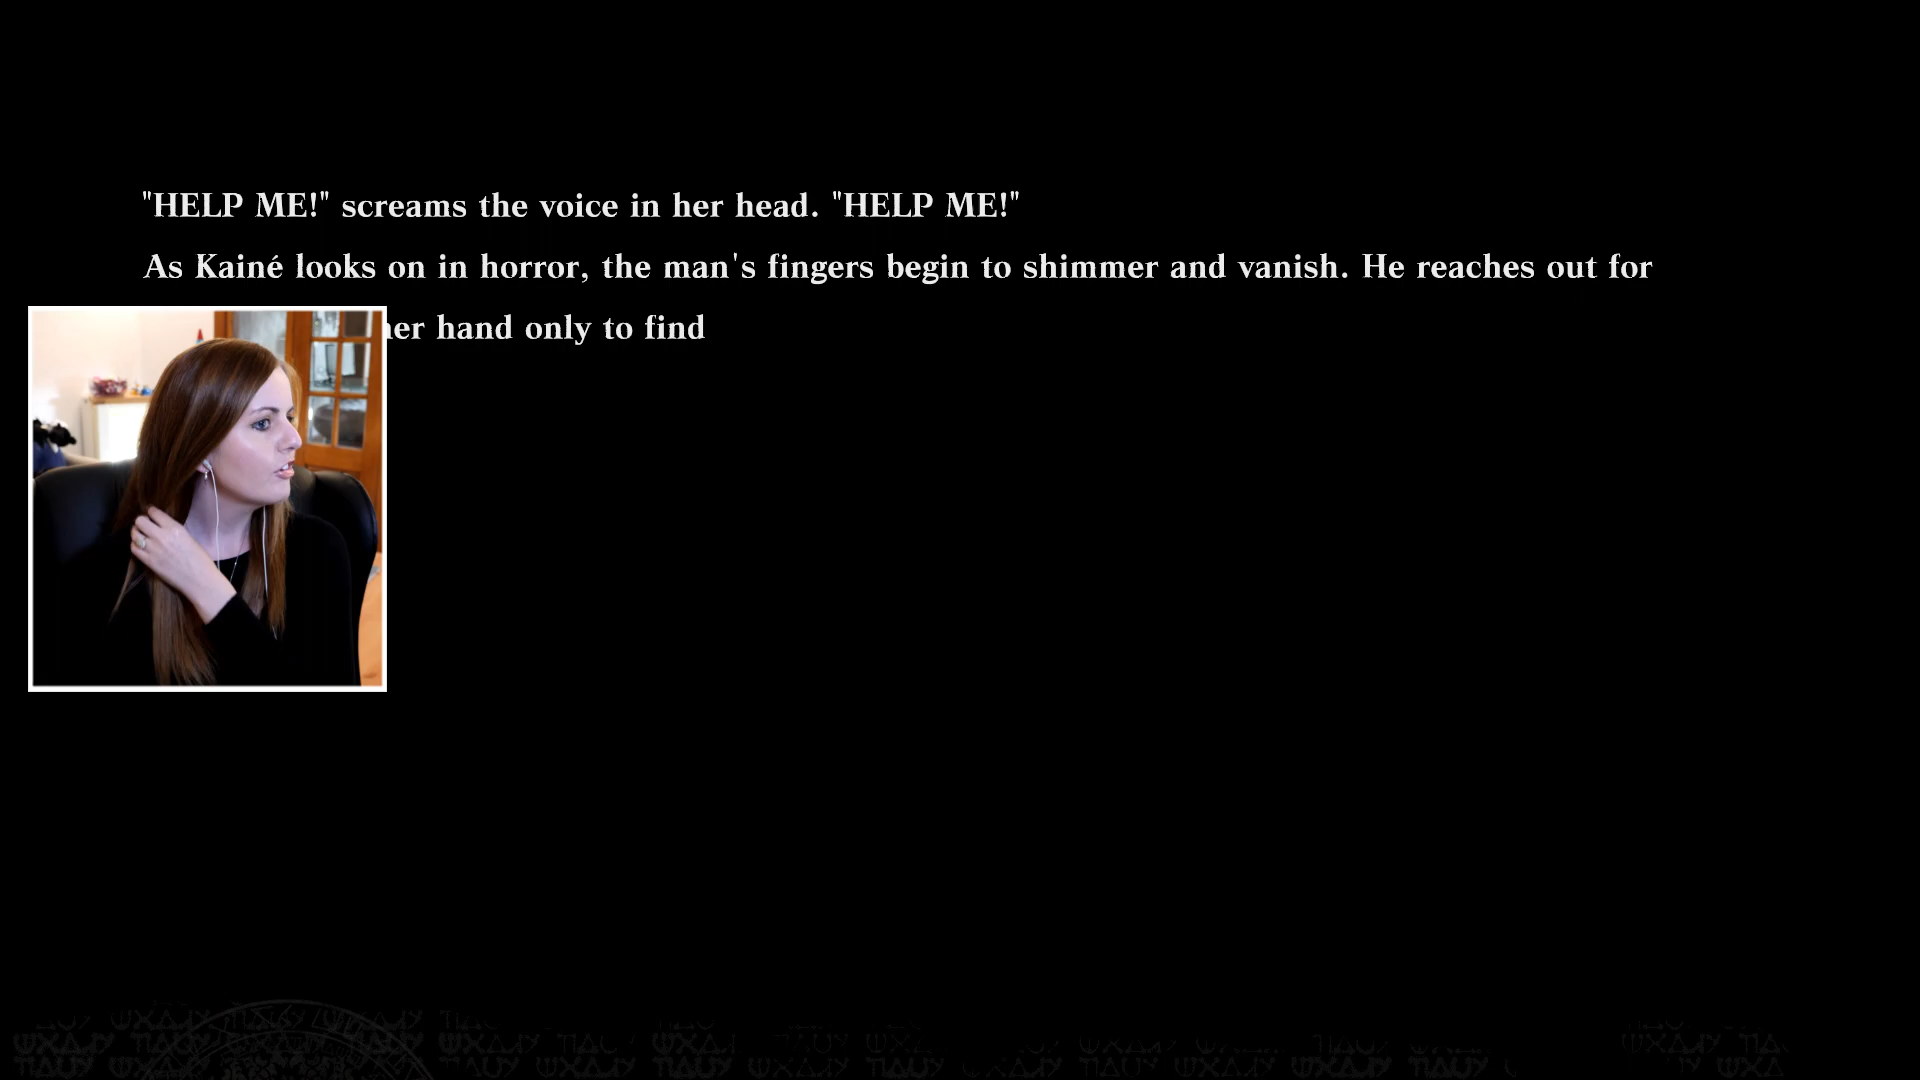 "HELP ME!" screams the voice in her head. "HELP ME!"
As Kainé looks on in horror, the man's fingers begin to shimmer and vanish. He reaches out for
her hand only to find